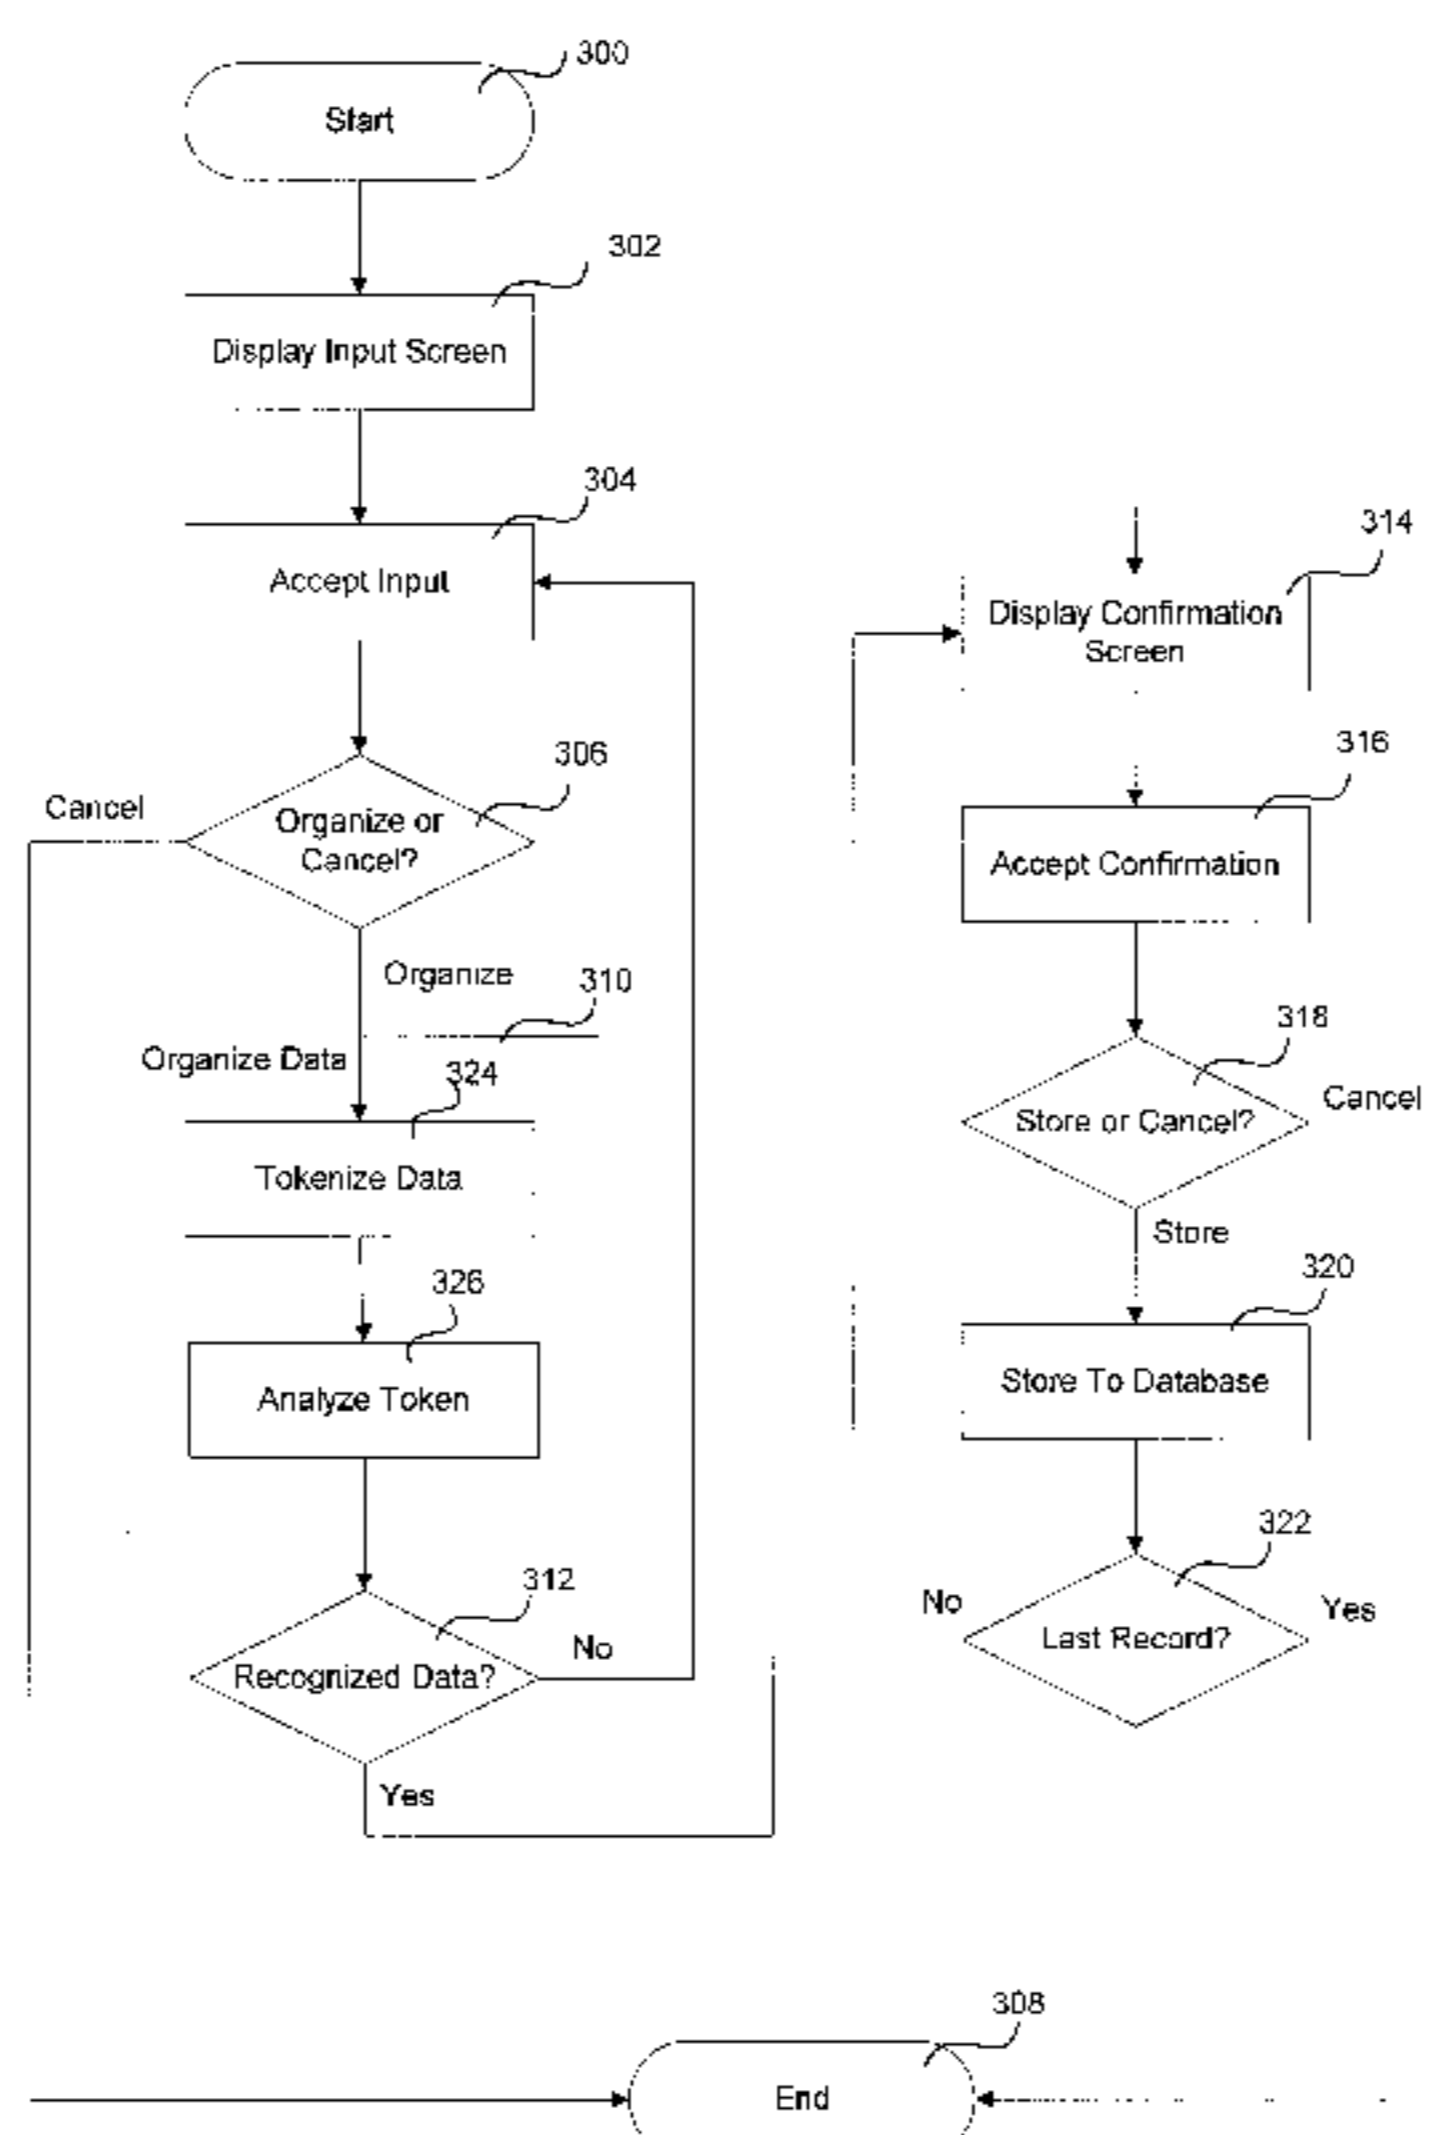 300
Start
302
Display Input Screen
304
Accept Input
306
Cancel
Organize or
Cancel?
Organize
310
Organize Data
324
Tokenize Data
326
Analyze Token
312
No
Recognized Data?
Yes
314
Display Confirmation
Screen
316
Accept Confirmation
318
Cancel
Store or Cancel?
Store
320
Store To Database
322
No
Yes
Last Record?
308
End